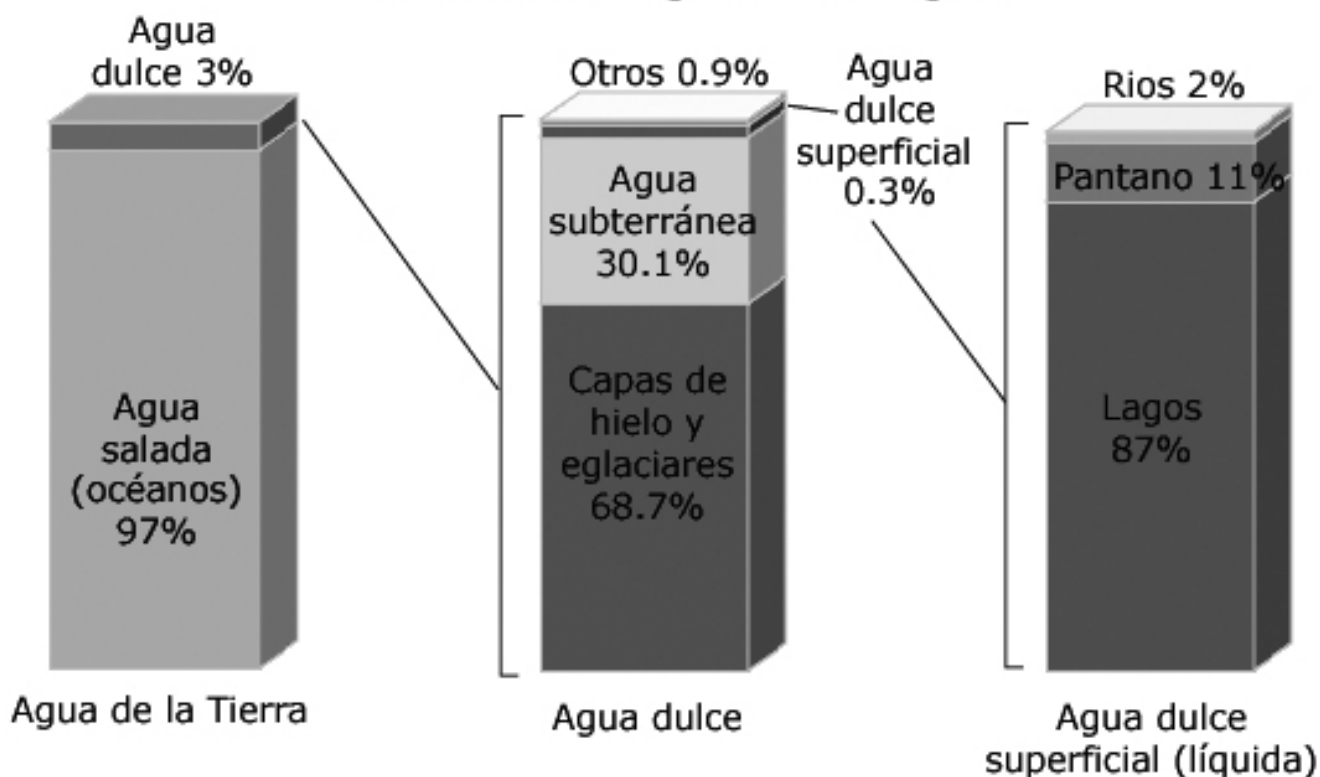 Agua
dulce 3%
Agua
salada
(océanos)
97%
Agua de la Tierra
Otros 0.9%
Agua
dulce
superficial
0.3%
Agua
subterránea
30.1%
Capas de
hielo y
eglaciares
68.7%
Agua dulce
Rios 2%
Pantano 11%
Lagos
87%
Agua dulce
superficial (líquida)